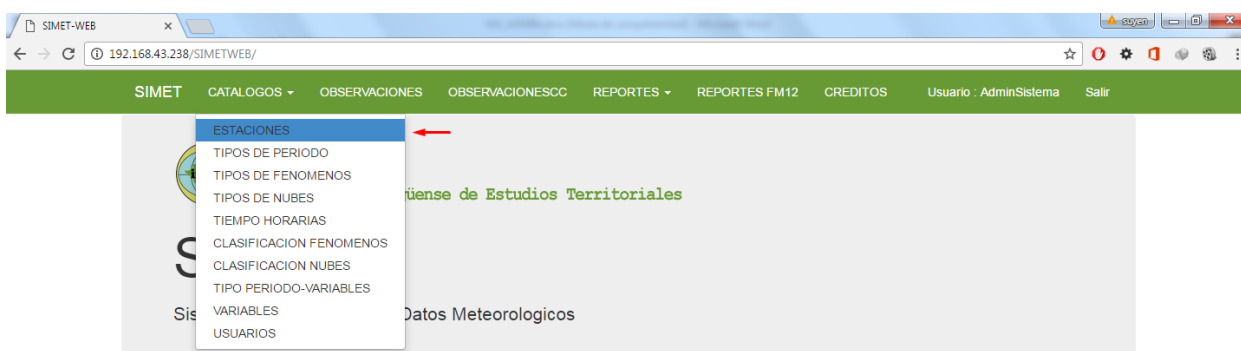 SIMET-WEB
suyen
192.168.43.238/SIMETWEB/
SIMET CATALOGOS OBSERVACIONES OBSERVACIONESCC REPORTES REPORTES FM12 CREDITOS Usuario : AdminSistema Salir
ESTACIONES
TIPOS DE PERIODO
TIPOS DE FENOMENOS
TIPOS DE NUBES
üense de Estudios Territoriales
TIEMPO HORARIAS
CLASIFICACION FENOMENOS
S
CLASIFICACION NUBES
TIPO PERIODO-VARIABLES
VARIABLES
Sis Datos Meteorologicos
USUARIOS